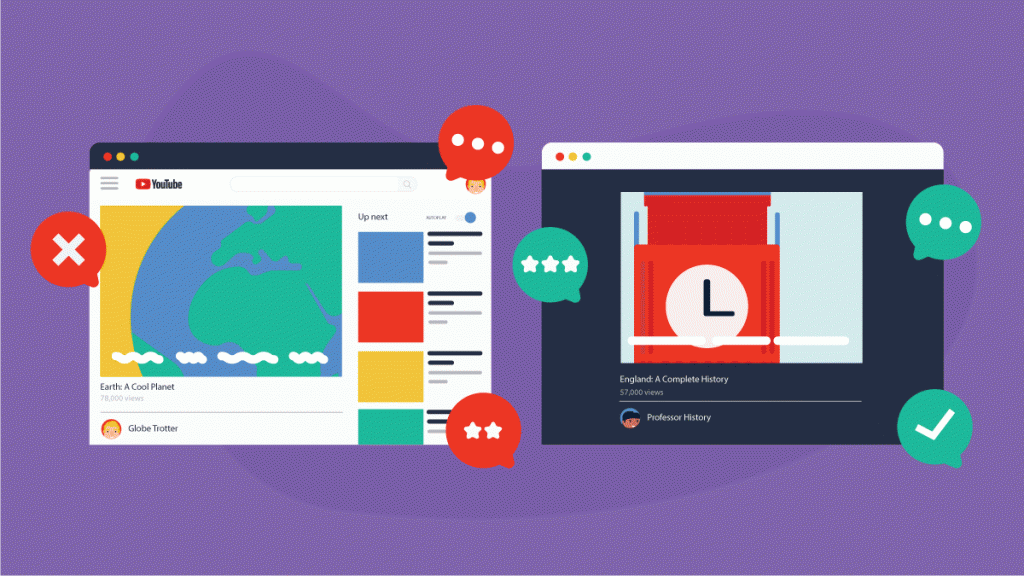 YouTube
Up next
AUTOPLAY
Earth: A Cool Planet
78,000 views
Globe Trotter
England: A Complete History
57,000 views
Professor History